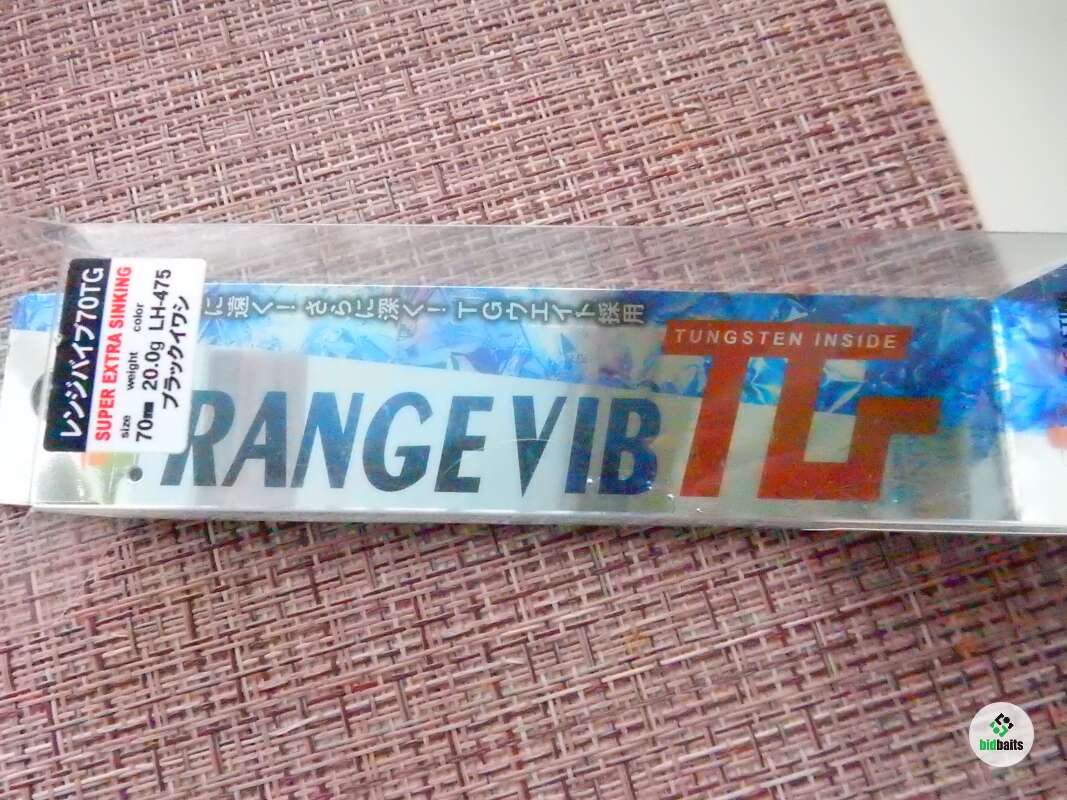 レンジバイブ70TG
SUPER EXTRA SINKING
size weight color
70mm 20.0g LH-475
ブラックイワシ
に遠く！さらに深く！TGウエイト採用
TUNGSTEN INSIDE
RANGE VIB TG
bidbaits